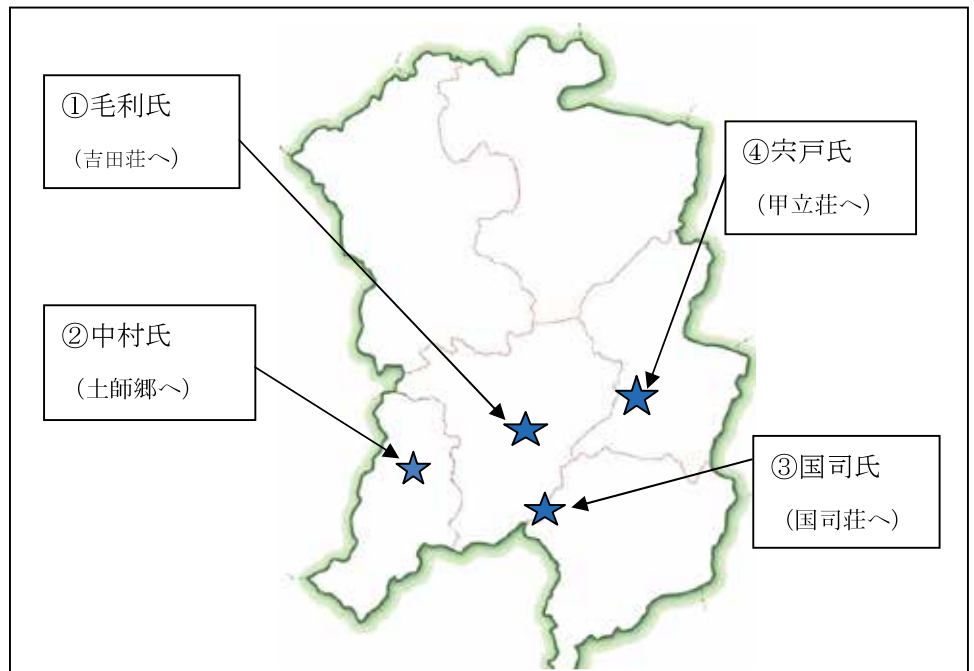 ①毛利氏
（吉田荘へ）
②中村氏
（土師郷へ）
④宍戸氏
（甲立荘へ）
③国司氏
（国司荘へ）